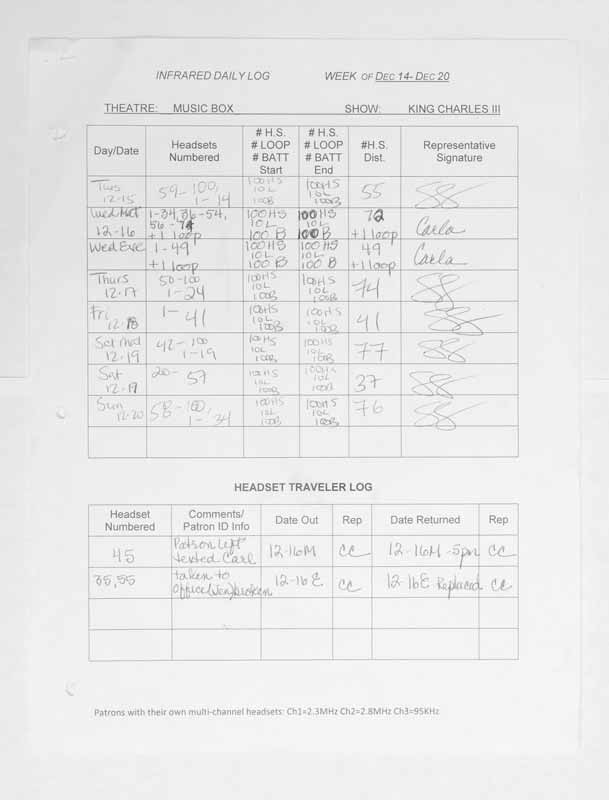 INFRARED DAILY LOG WEEK OF DEC 14- DEC 20
THEATRE: MUSIC BOX SHOW: KING CHARLES III
Day/Date Headsets Numbered # H.S. # LOOP # BATT Start # H.S. # LOOP # BATT End #H.S. Dist. Representative Signature
Tues 12-15 59-100, 1-14 100HS 10L 100B 100HS 10L 100B 55
Wed Mat 12-16 1-34, 36-54, 56-74 +1 loop 100HS 10L 100B 100HS 10L 100B 72 +1 loop Carla
Wed Eve 1-49 +1 loop 100HS 10L 100B 100HS 10L 100B 49 +1 loop Carla
Thurs 12-17 50-100 1-24 100HS 10L 100B 100HS 10L 100B 74
Fri 12-18 1-41 100HS 10L 100B 100HS 10L 100B 41
Sat Mat 12-19 42-100 1-19 100HS 10L 100B 100HS 10L 100B 77
Sat 12-19 20-57 100HS 10L 100B 100HS 10L 100B 37
Sun 12-20 58-100, 1-34 100HS 10L 100B 100HS 10L 100B 76
HEADSET TRAVELER LOG
Headset Numbered Comments/ Patron ID Info Date Out Rep Date Returned Rep
45 Patron left texted Carl 12-16M CC 12-16M-5pm CC
35,55 taken to Office broken 12-16E CC 12-16E Replaced CC
Patrons with their own multi-channel headsets: Ch1=2.3MHz Ch2=2.8MHz Ch3=95KHz